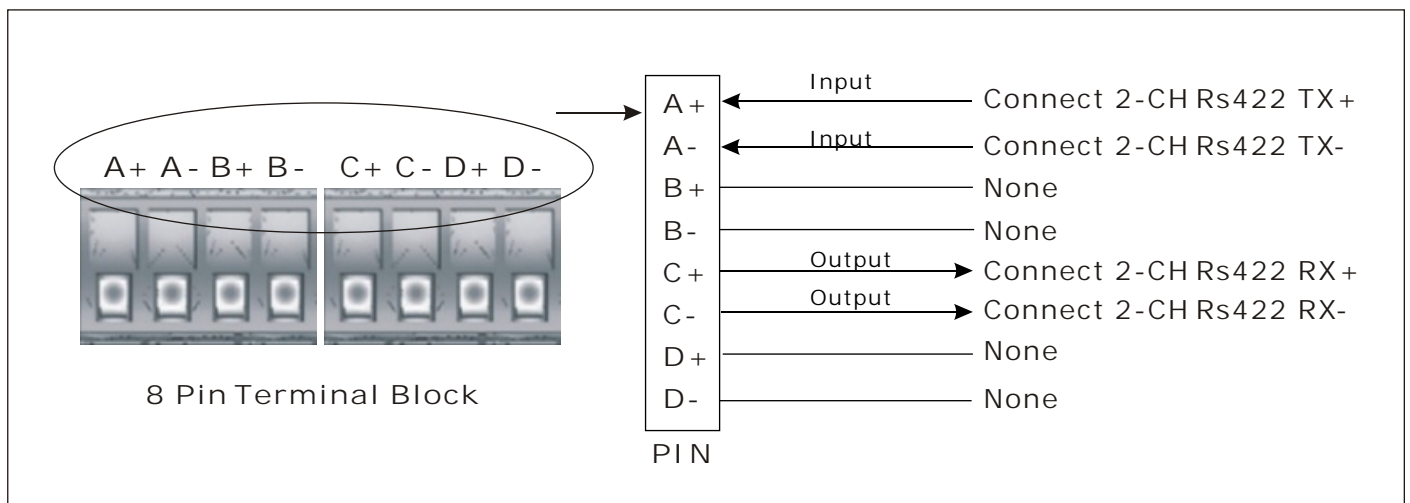 A+ A- B+ B- C+ C- D+ D-
8 Pin Terminal Block
A+ Input Connect 2-CH Rs422 TX+
A- Input Connect 2-CH Rs422 TX-
B+ None
B- None
C+ Output Connect 2-CH Rs422 RX+
C- Output Connect 2-CH Rs422 RX-
D+ None
D- None
PIN